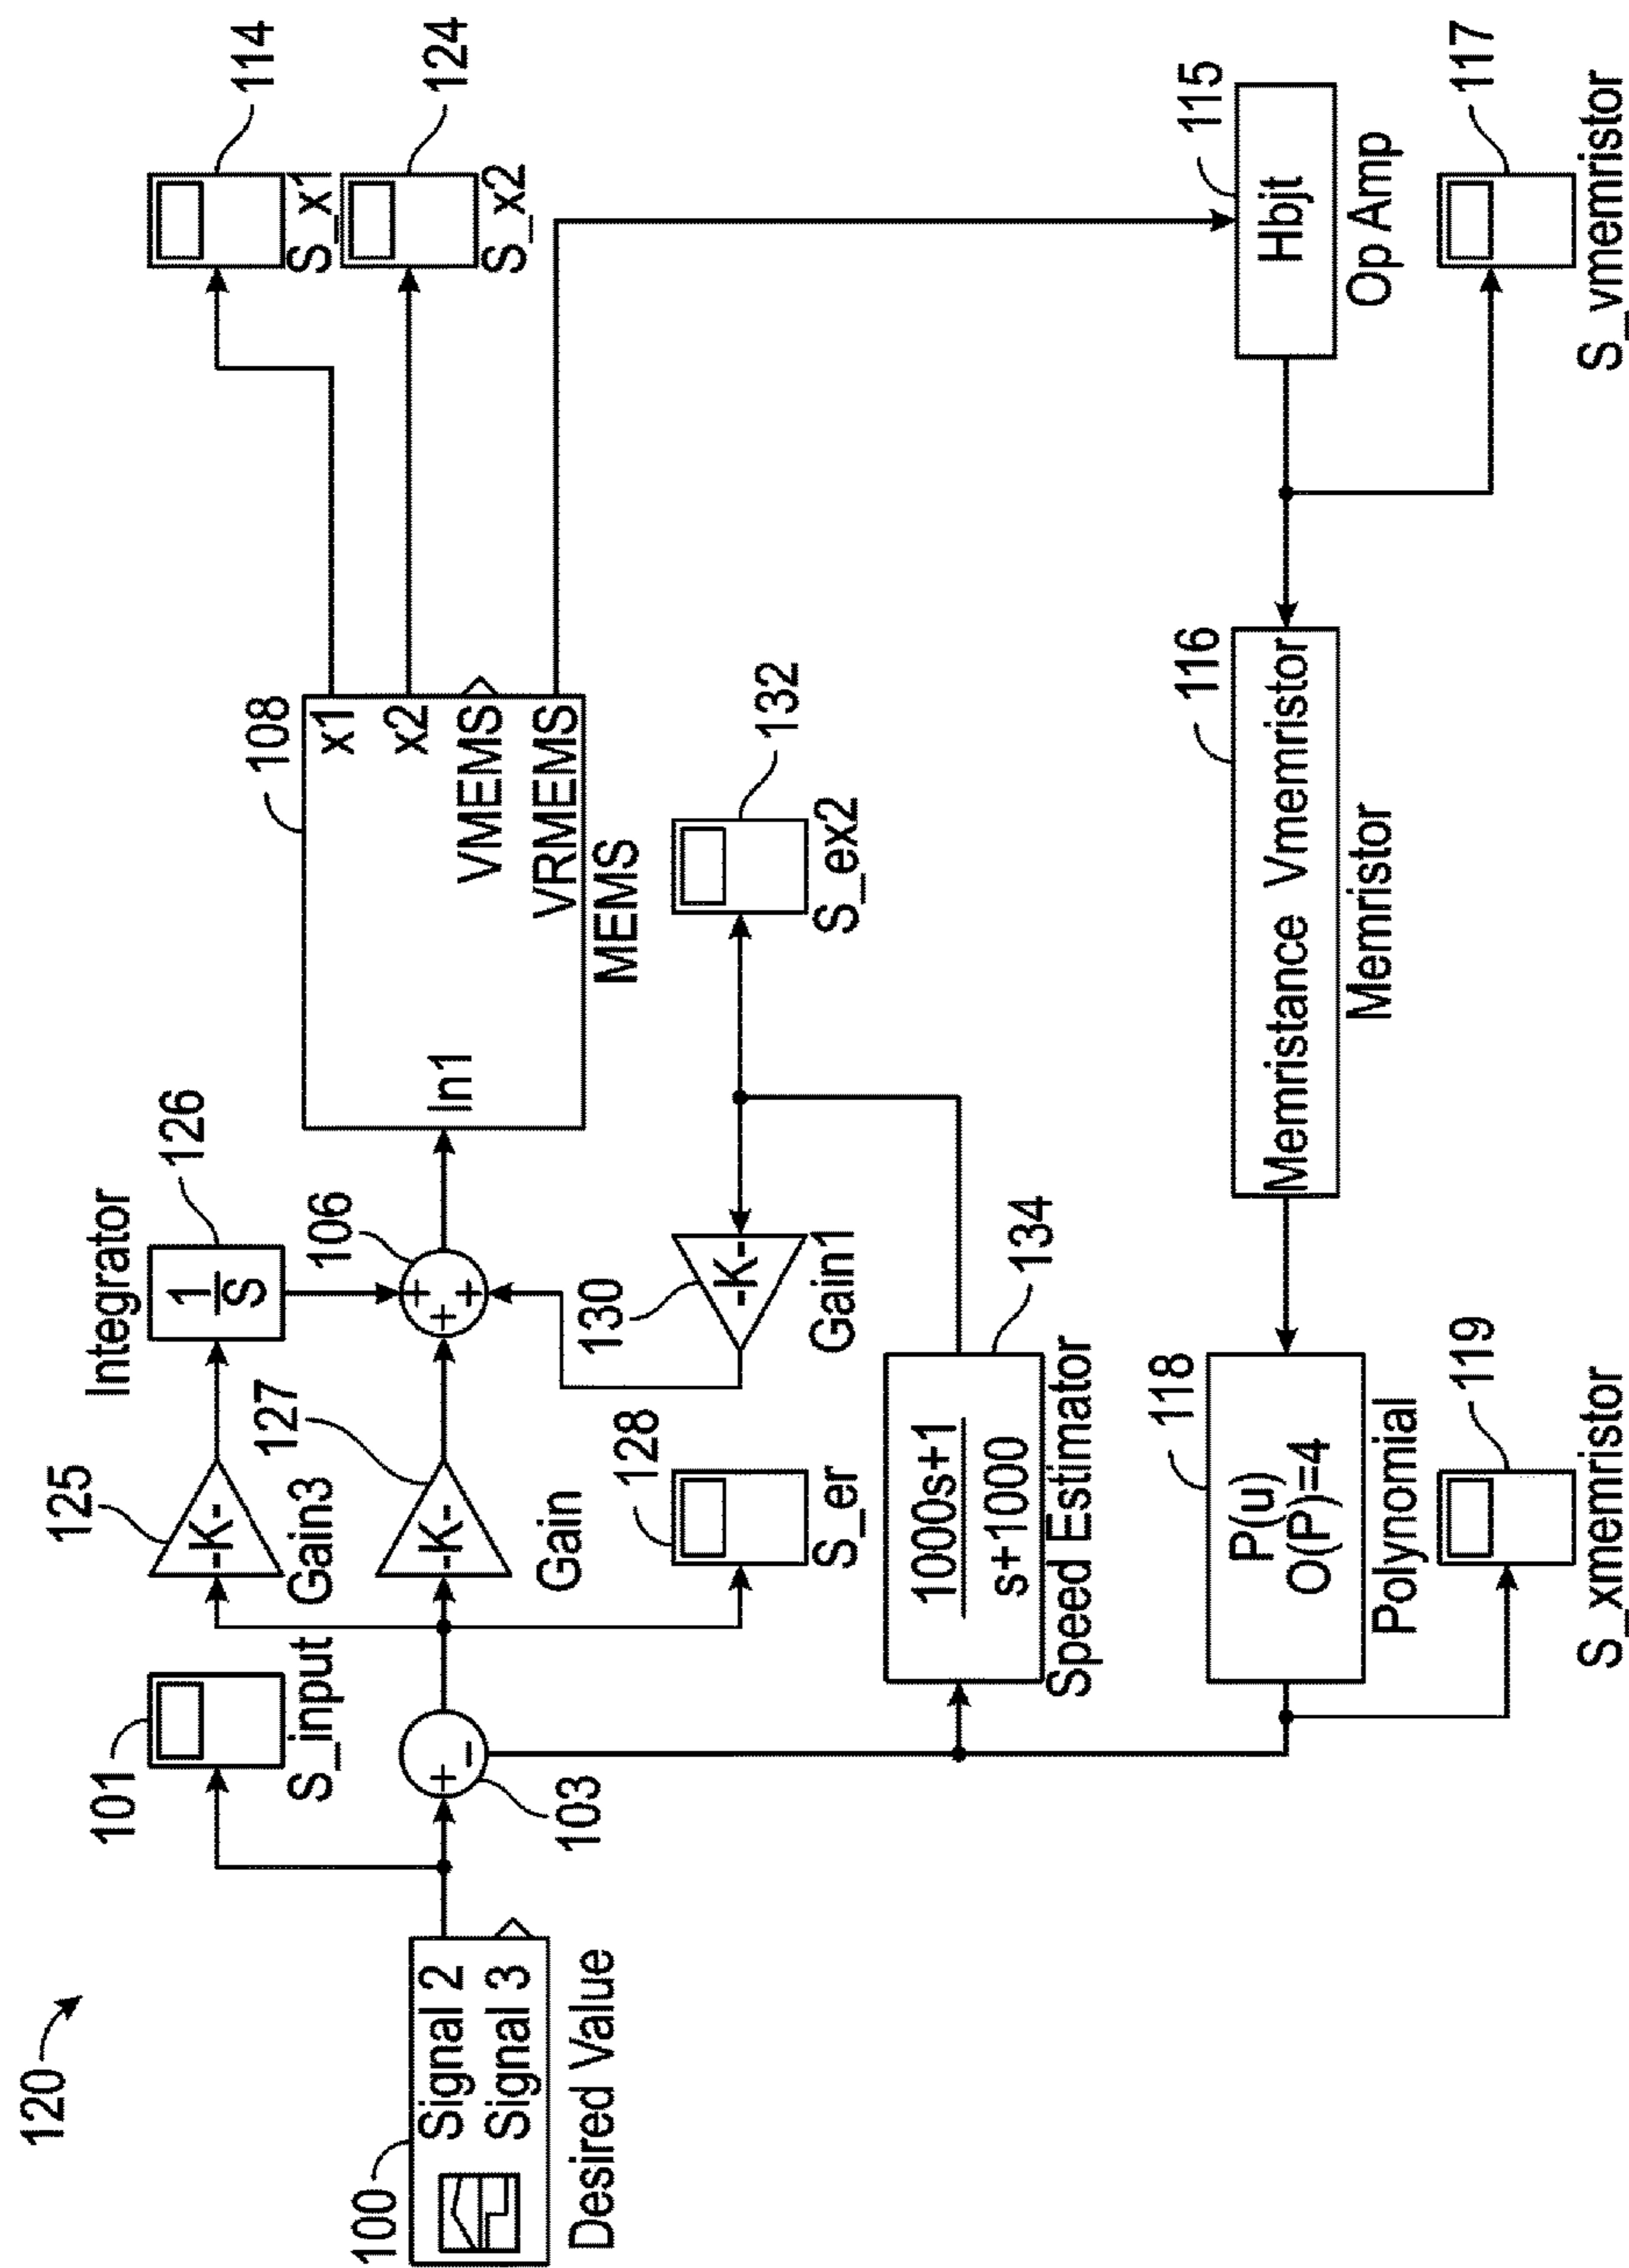 120
100
Signal 2
Signal 3
Desired Value
101
S_input
+
-
103
125
-K-
Gain3
127
-K-
Gain
128
S_er
Integrator
126
1
S
106
+
+
+
130
-K-
Gain1
108
In1
x1
x2
VMEMS
VRMEMS
MEMS
114
S_x1
124
S_x2
132
S_ex2
134
1000s+1
s+1000
Speed Estimator
118
P(u)
O(P)=4
Polynomial
119
S_xmemristor
116
Memristance Vmemristor
Memristor
115
Hbjt
Op Amp
117
S_vmemristor